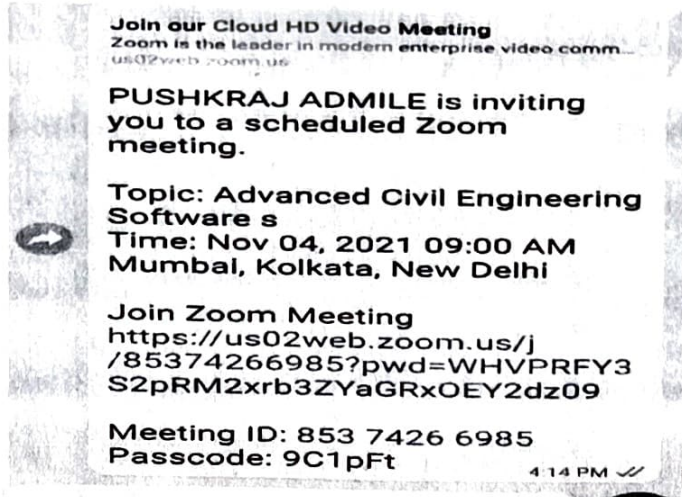 Join our Cloud HD Video Meeting
Zoom is the leader in modern enterprise video comm...
us02web.zoom.us
PUSHKRAJ ADMILE is inviting
you to a scheduled Zoom
meeting.
Topic: Advanced Civil Engineering
Software s
Time: Nov 04, 2021 09:00 AM
Mumbai, Kolkata, New Delhi
Join Zoom Meeting
https://us02web.zoom.us/j
/85374266985?pwd=WHVPRFY3
S2pRM2xrb3ZYaGRxOEY2dz09
Meeting ID: 853 7426 6985
Passcode: 9C1pFt
4:14 PM